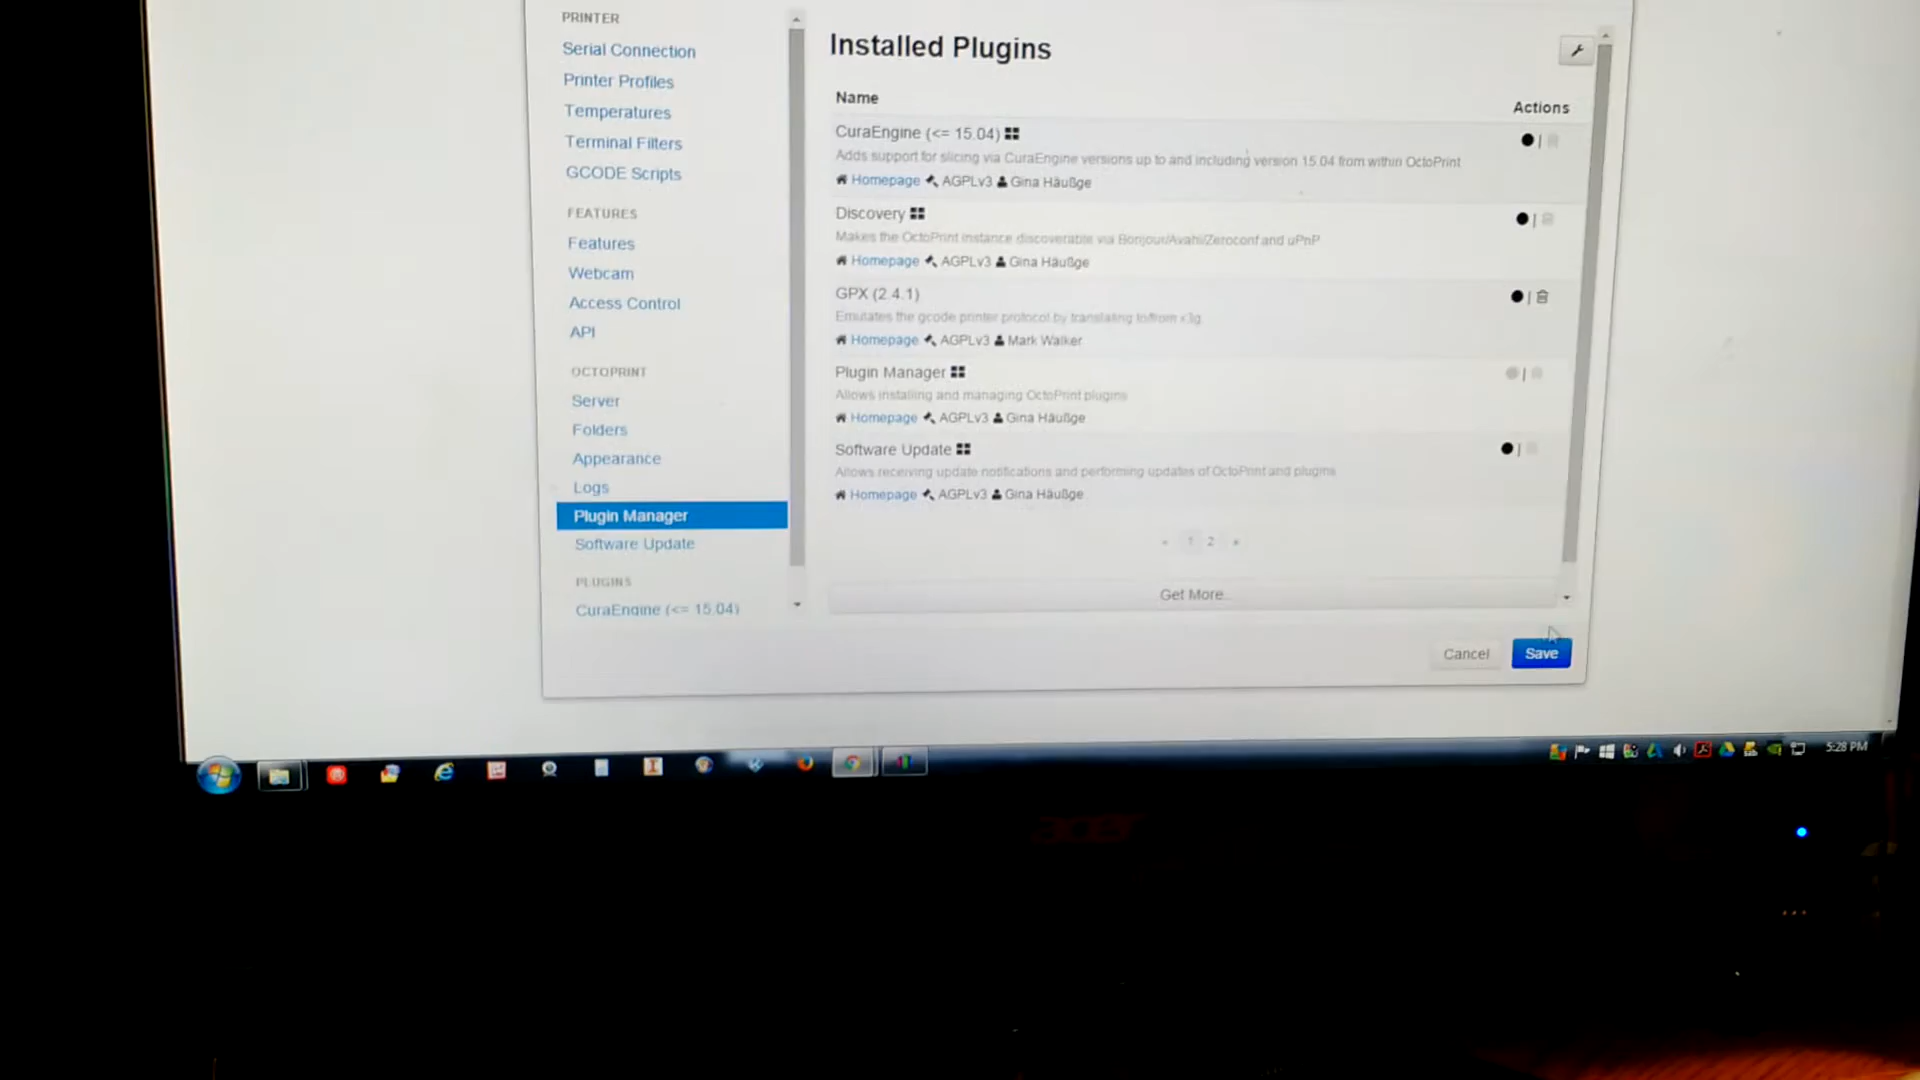 PRINTER
Serial Connection
Printer Profiles
Temperatures
Terminal Filters
GCODE Scripts
FEATURES
Features
Webcam
Access Control
API
OCTOPRINT
Server
Folders
Appearance
Logs
Plugin Manager
Software Update
PLUGINS
CuraEngine (<= 15.04)
Installed Plugins
Name
Actions
CuraEngine (<= 15.04)
Adds support for slicing via CuraEngine versions up to and including version 15.04 from within OctoPrint
Homepage AGPLv3 Gina Häußge
Discovery
Makes the OctoPrint instance discoverable via Bonjour/Avahi/Zeroconf and uPnP
Homepage AGPLv3 Gina Häußge
GPX (2.4.1)
Emulates the gcode printer protocol by translating to/from x3g
Homepage AGPLv3 Mark Walker
Plugin Manager
Allows installing and managing OctoPrint plugins
Homepage AGPLv3 Gina Häußge
Software Update
Allows receiving update notifications and performing updates of OctoPrint and plugins
Homepage AGPLv3 Gina Häußge
« 1 2 »
Get More...
Cancel
Save
5:28 PM
acer